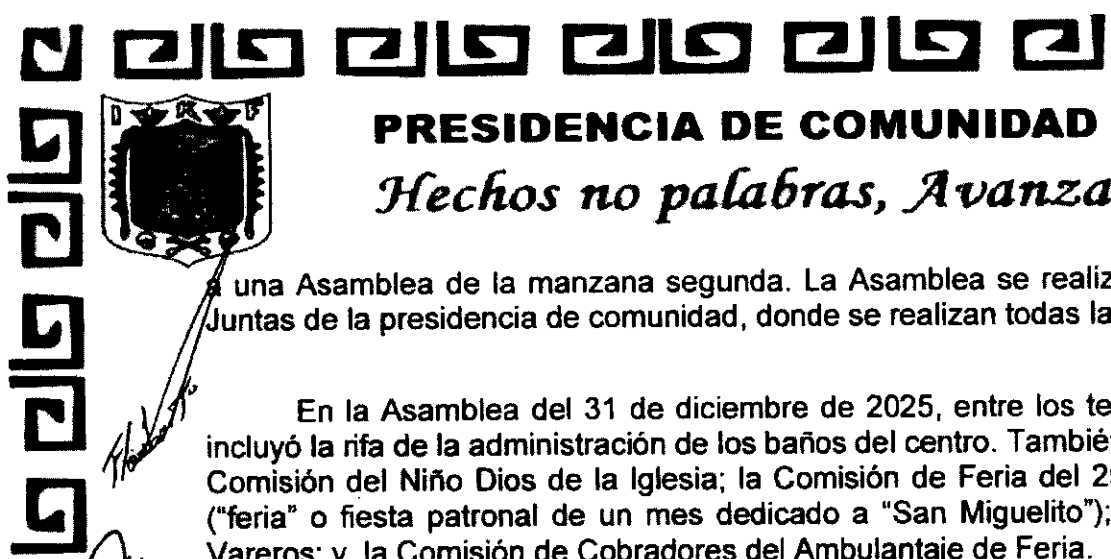 I K F
PRESIDENCIA DE COMUNIDAD
Hechos no palabras, Avanza
a una Asamblea de la manzana segunda. La Asamblea se realiz
Juntas de la presidencia de comunidad, donde se realizan todas la
En la Asamblea del 31 de diciembre de 2025, entre los te
incluyó la rifa de la administración de los baños del centro. Tambié
Comisión del Niño Dios de la Iglesia; la Comisión de Feria del 2
("feria" o fiesta patronal de un mes dedicado a "San Miguelito");
Vareros; y, la Comisión de Cobradores del Ambulantaje de Feria.